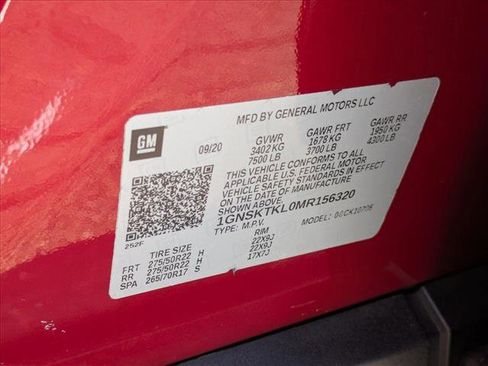 MFD BY GENERAL MOTORS LLC
GM
09/20
GVWR GAWR FRT GAWR RR
3402 KG 1678 KG 1950 KG
7500 LB 3700 LB 4300 LB
THIS VEHICLE CONFORMS TO ALL APPLICABLE
U.S. FEDERAL MOTOR
VEHICLE SAFETY STANDARDS IN EFFECT
ON THE DATE OF MANUFACTURE
1GNSKTKL0MR156320
TYPE: M.P.V. MODEL:
252F
TIRE SIZE RIM
FRT 275/50R22 H 22X9J
RR 275/50R22 H 22X9J
SPA 265/70R17 S 17X7J